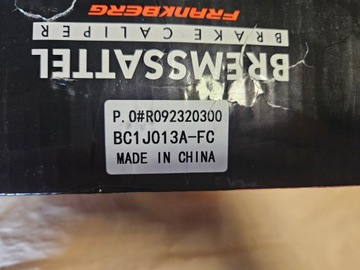 FRANKBERG
BRAKE CALIPER
BREMSSATTEL
P.O#R092320300
BC1J013A-FC
MADE IN CHINA